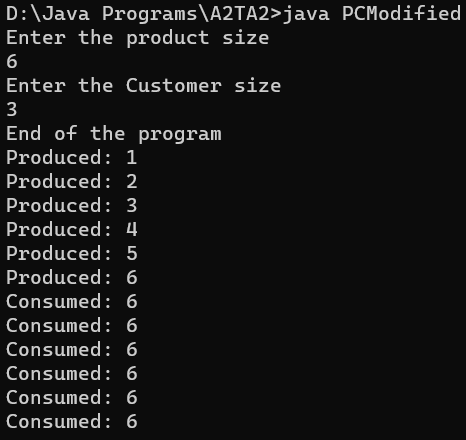 D:\Java Programs\A2TA2>java PCModified
Enter the product size
6
Enter the Customer size
3
End of the program
Produced: 1
Produced: 2
Produced: 3
Produced: 4
Produced: 5
Produced: 6
Consumed: 6
Consumed: 6
Consumed: 6
Consumed: 6
Consumed: 6
Consumed: 6